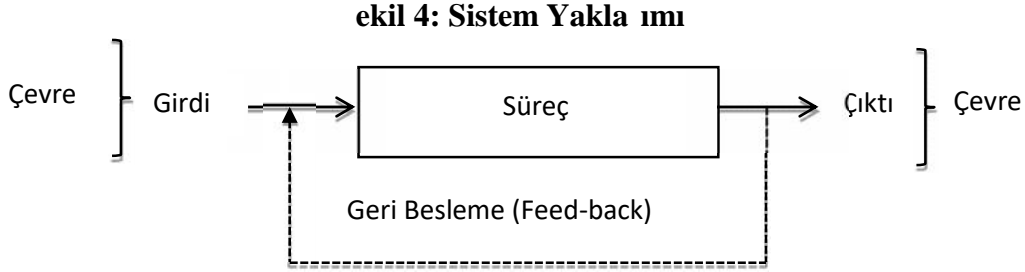 ekil 4: Sistem Yakla ımı
Çevre Girdi Süreç Çıktı Çevre
Geri Besleme (Feed-back)